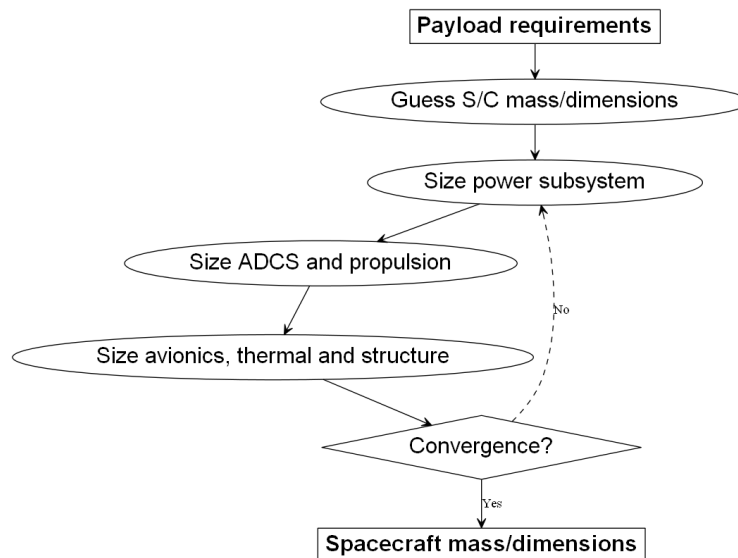 Payload requirements
Guess S/C mass/dimensions
Size power subsystem
Size ADCS and propulsion
No
Size avionics, thermal and structure
Convergence?
Yes
Spacecraft mass/dimensions